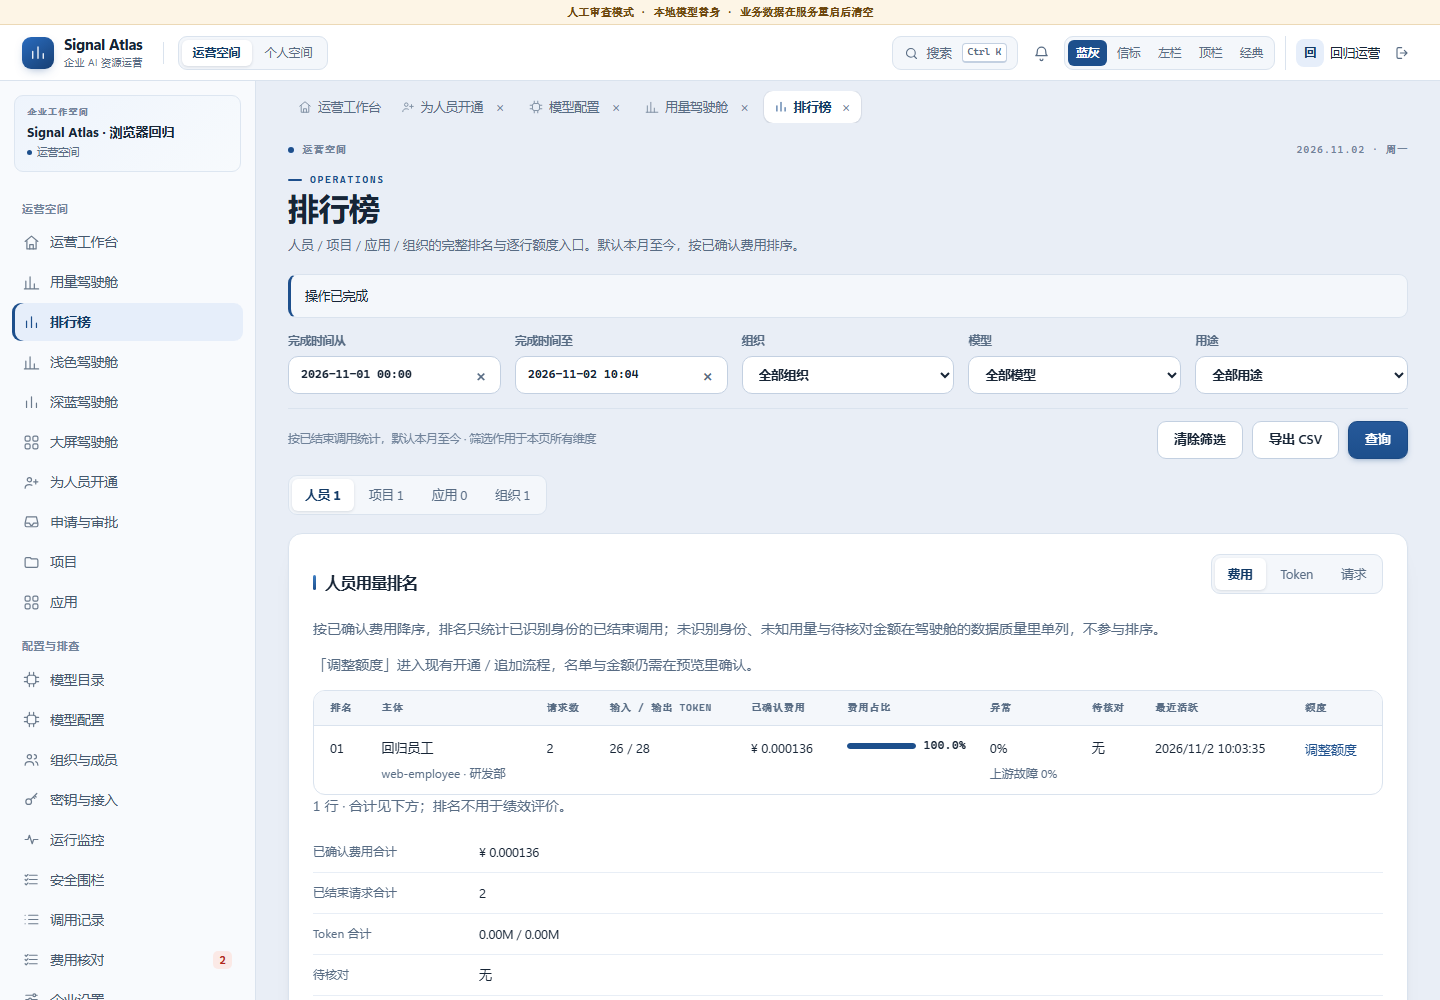 人工审查模式 · 本地模型替身 · 业务数据在服务重启后清空
Signal Atlas
企业 AI 资源运营
运营空间
个人空间
搜索
Ctrl K
蓝灰
信标
左栏
顶栏
经典
回
回归运营
企业工作空间
Signal Atlas · 浏览器回归
运营空间
运营空间
运营工作台
用量驾驶舱
排行榜
浅色驾驶舱
深蓝驾驶舱
大屏驾驶舱
为人员开通
申请与审批
项目
应用
配置与排查
模型目录
模型配置
组织与成员
密钥与接入
运行监控
安全围栏
调用记录
费用核对
2
企业设置
运营工作台
为人员开通 ×
模型配置 ×
用量驾驶舱 ×
排行榜 ×
运营空间
2026.11.02 · 周一
OPERATIONS
排行榜
人员 / 项目 / 应用 / 组织的完整排名与逐行额度入口。默认本月至今，按已确认费用排序。
操作已完成
完成时间从
完成时间至
组织
模型
用途
2026-11-01 00:00 ×
2026-11-02 10:04 ×
全部组织
全部模型
全部用途
按已结束调用统计，默认本月至今 · 筛选作用于本页所有维度
清除筛选
导出 CSV
查询
人员 1
项目 1
应用 0
组织 1
人员用量排名
费用
Token
请求
按已确认费用降序，排名只统计已识别身份的已结束调用；未识别身份、未知用量与待核对金额在驾驶舱的数据质量里单列，不参与排序。
「调整额度」进入现有开通 / 追加流程，名单与金额仍需在预览里确认。
排名 主体 请求数 输入 / 输出 TOKEN 已确认费用 费用占比 异常 待核对 最近活跃 额度
01 回归员工 2 26 / 28 ¥ 0.000136 100.0% 0% 无 2026/11/2 10:03:35 调整额度
web-employee · 研发部 上游故障 0%
1 行 · 合计见下方；排名不用于绩效评价。
已确认费用合计 ¥ 0.000136
已结束请求合计 2
Token 合计 0.00M / 0.00M
待核对 无